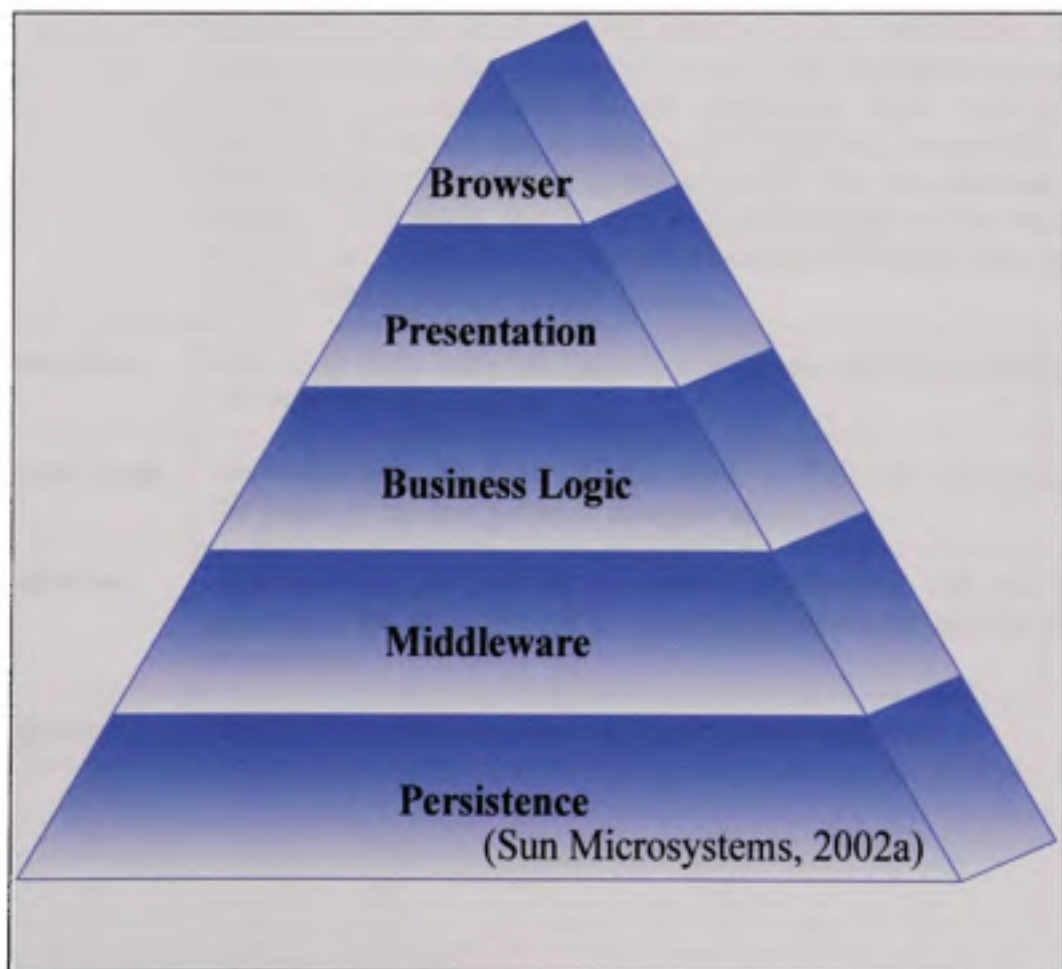 Browser
Presentation
Business Logic
Middleware
Persistence
(Sun Microsystems, 2002a)